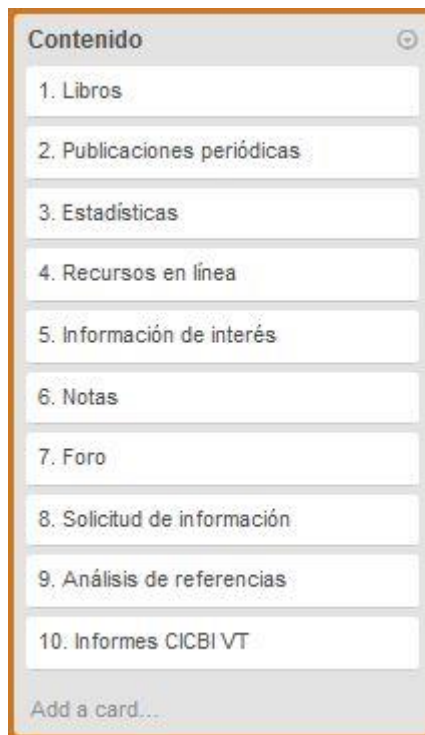 Contenido
1. Libros
2. Publicaciones periódicas
3. Estadísticas
4. Recursos en línea
5. Información de interés
6. Notas
7. Foro
8. Solicitud de información
9. Análisis de referencias
10. Informes CICBI VT
Add a card...